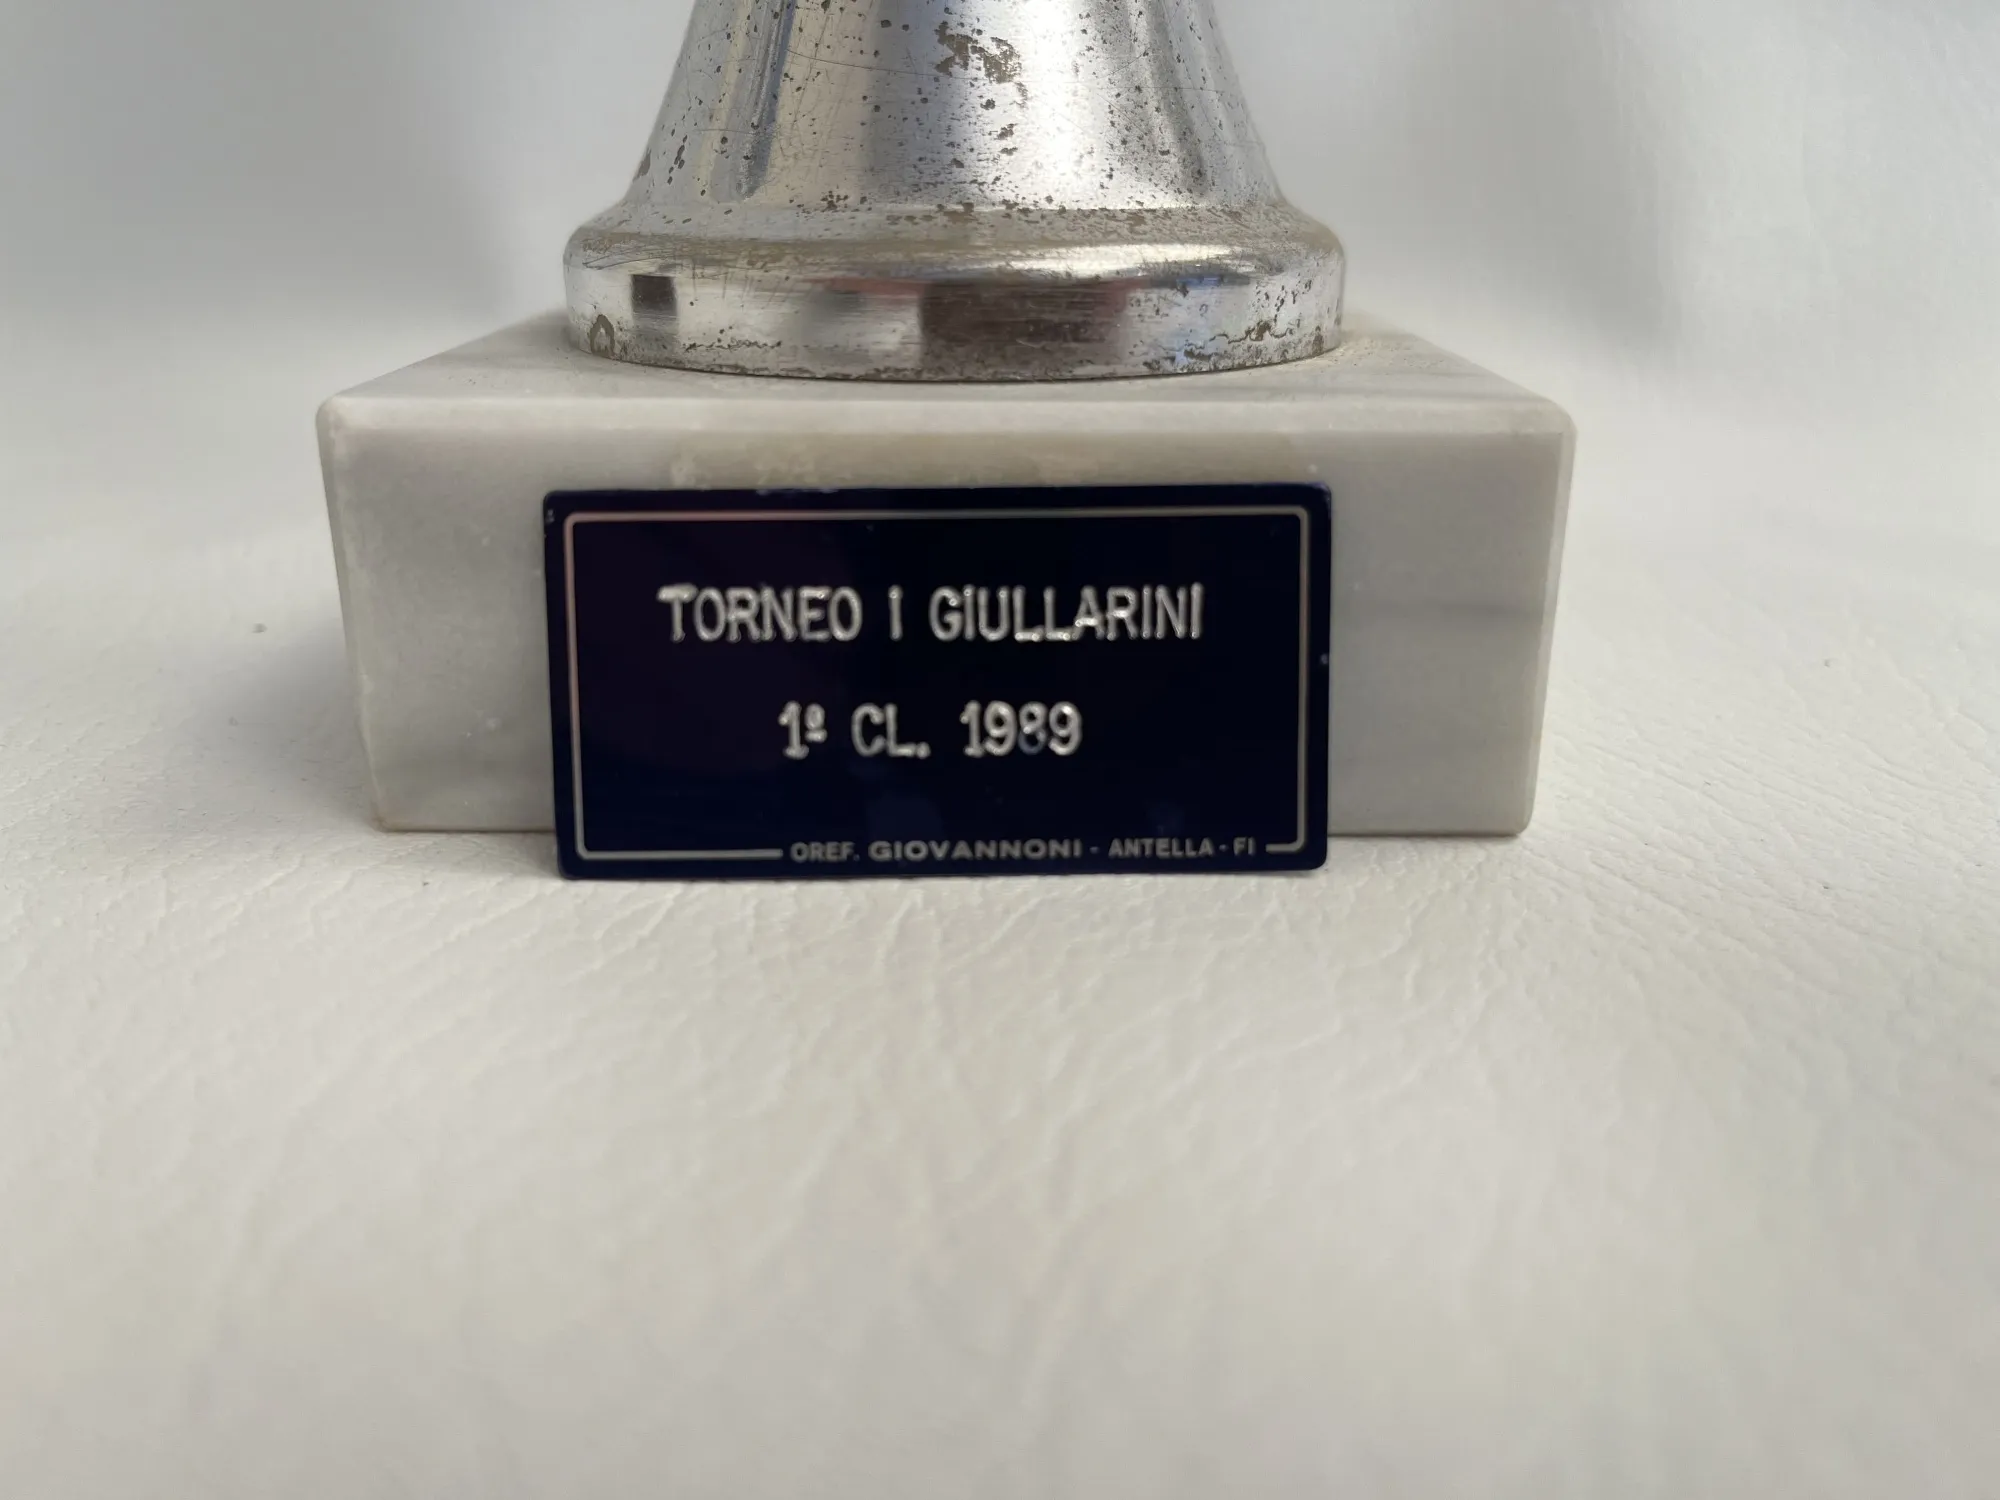 TORNEO I GIULLARINI
1º CL. 1989
OREF. GIOVANNONI - ANTELLA - FI